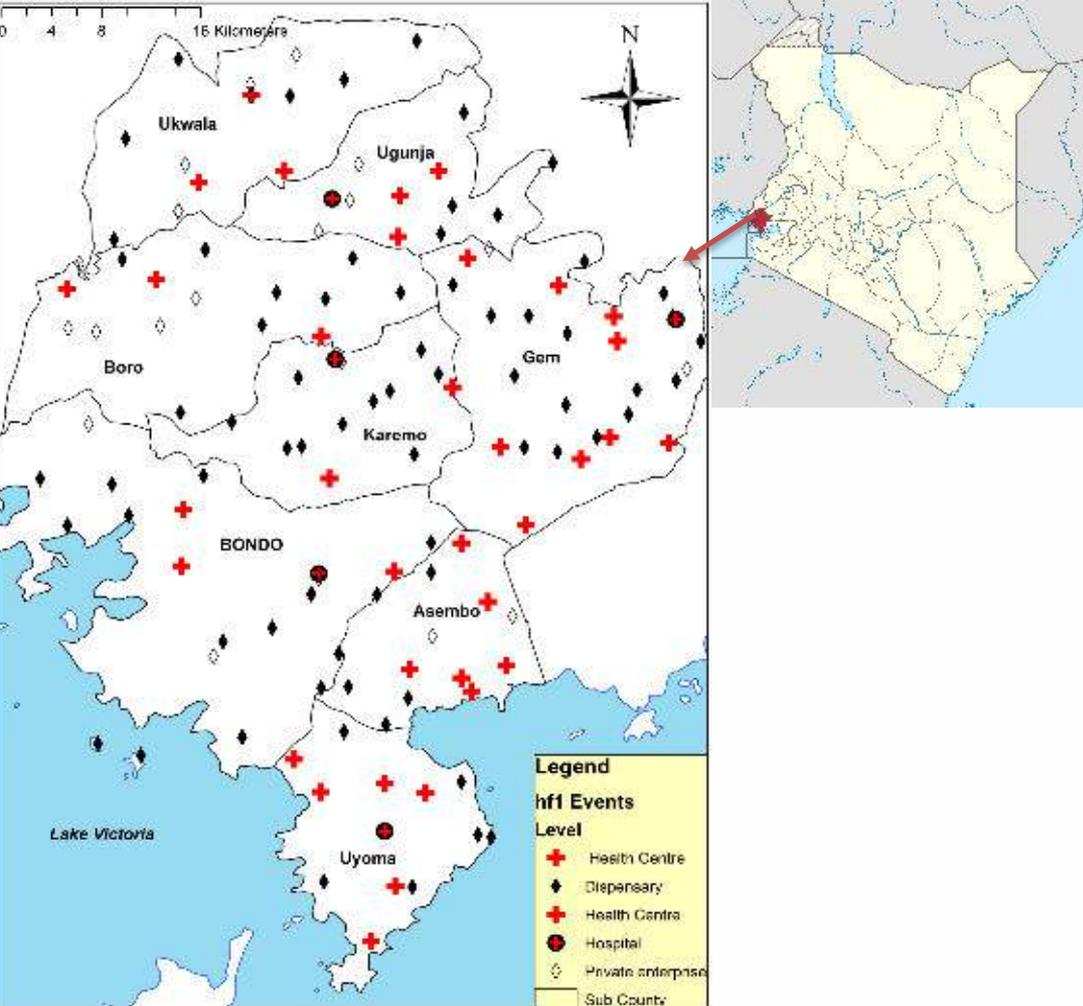 0 4 8 16 Kilometers
N
Ukwala
Ugunja
Boro
Gem
Karemo
BONDO
Asembo
Lake Victoria
Uyoma
Legend
hf1 Events
Level
Health Centre
Dispensary
Health Centre
Hospital
Private enterprise
Sub County